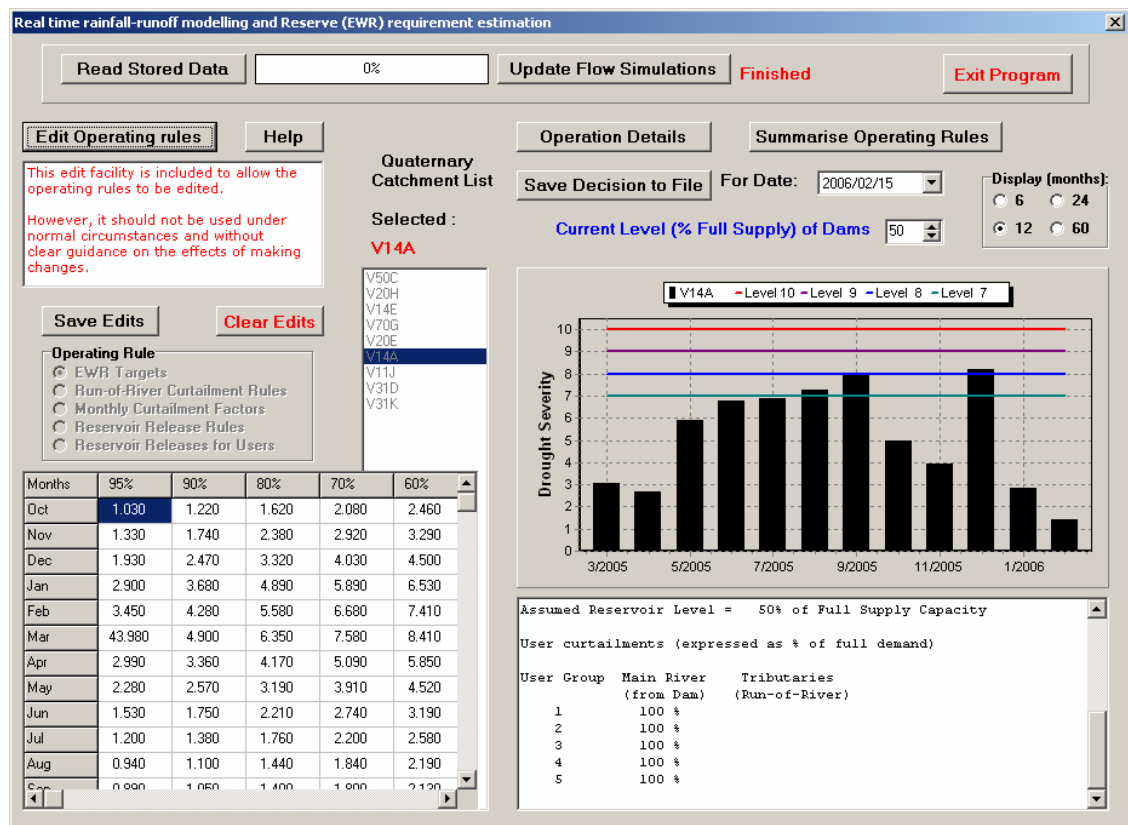 Real time rainfall-runoff modelling and Reserve (EWR) requirement estimation
Read Stored Data
0%
Update Flow Simulations
Finished
Exit Program
Edit Operating rules
Help
This edit facility is included to allow the
operating rules to be edited.
However, it should not be used under
normal circumstances and without
clear guidance on the effects of making
changes.
Save Edits
Clear Edits
Operating Rule
EWR Targets
Run-of-River Curtailment Rules
Monthly Curtailment Factors
Reservoir Release Rules
Reservoir Releases for Users
Quaternary
Catchment List
Selected :
V14A
V50C
V20H
V14E
V70G
V20E
V14A
V11J
V31D
V31K
Operation Details
Summarise Operating Rules
Save Decision to File
For Date:
2006/02/15
Current Level (% Full Supply) of Dams
50
Display (months):
6 24
12 60
V14A Level 10 Level 9 Level 8 Level 7
Drought Severity
10
9
8
7
6
5
4
3
2
1
0
3/2005 5/2005 7/2005 9/2005 11/2005 1/2006
Months 95% 90% 80% 70% 60%
Oct 1.030 1.220 1.620 2.080 2.460
Nov 1.330 1.740 2.380 2.920 3.290
Dec 1.930 2.470 3.320 4.030 4.500
Jan 2.900 3.680 4.890 5.890 6.530
Feb 3.450 4.280 5.580 6.680 7.410
Mar 43.980 4.900 6.350 7.580 8.410
Apr 2.990 3.360 4.170 5.090 5.850
May 2.280 2.570 3.190 3.910 4.520
Jun 1.530 1.750 2.210 2.740 3.190
Jul 1.200 1.380 1.760 2.200 2.580
Aug 0.940 1.100 1.440 1.840 2.190
Sep 0.890 1.050 1.400 1.800 2.120
Assumed Reservoir Level = 50% of Full Supply Capacity
User curtailments (expressed as % of full demand)
User Group Main River Tributaries
(from Dam) (Run-of-River)
1 100 %
2 100 %
3 100 %
4 100 %
5 100 %